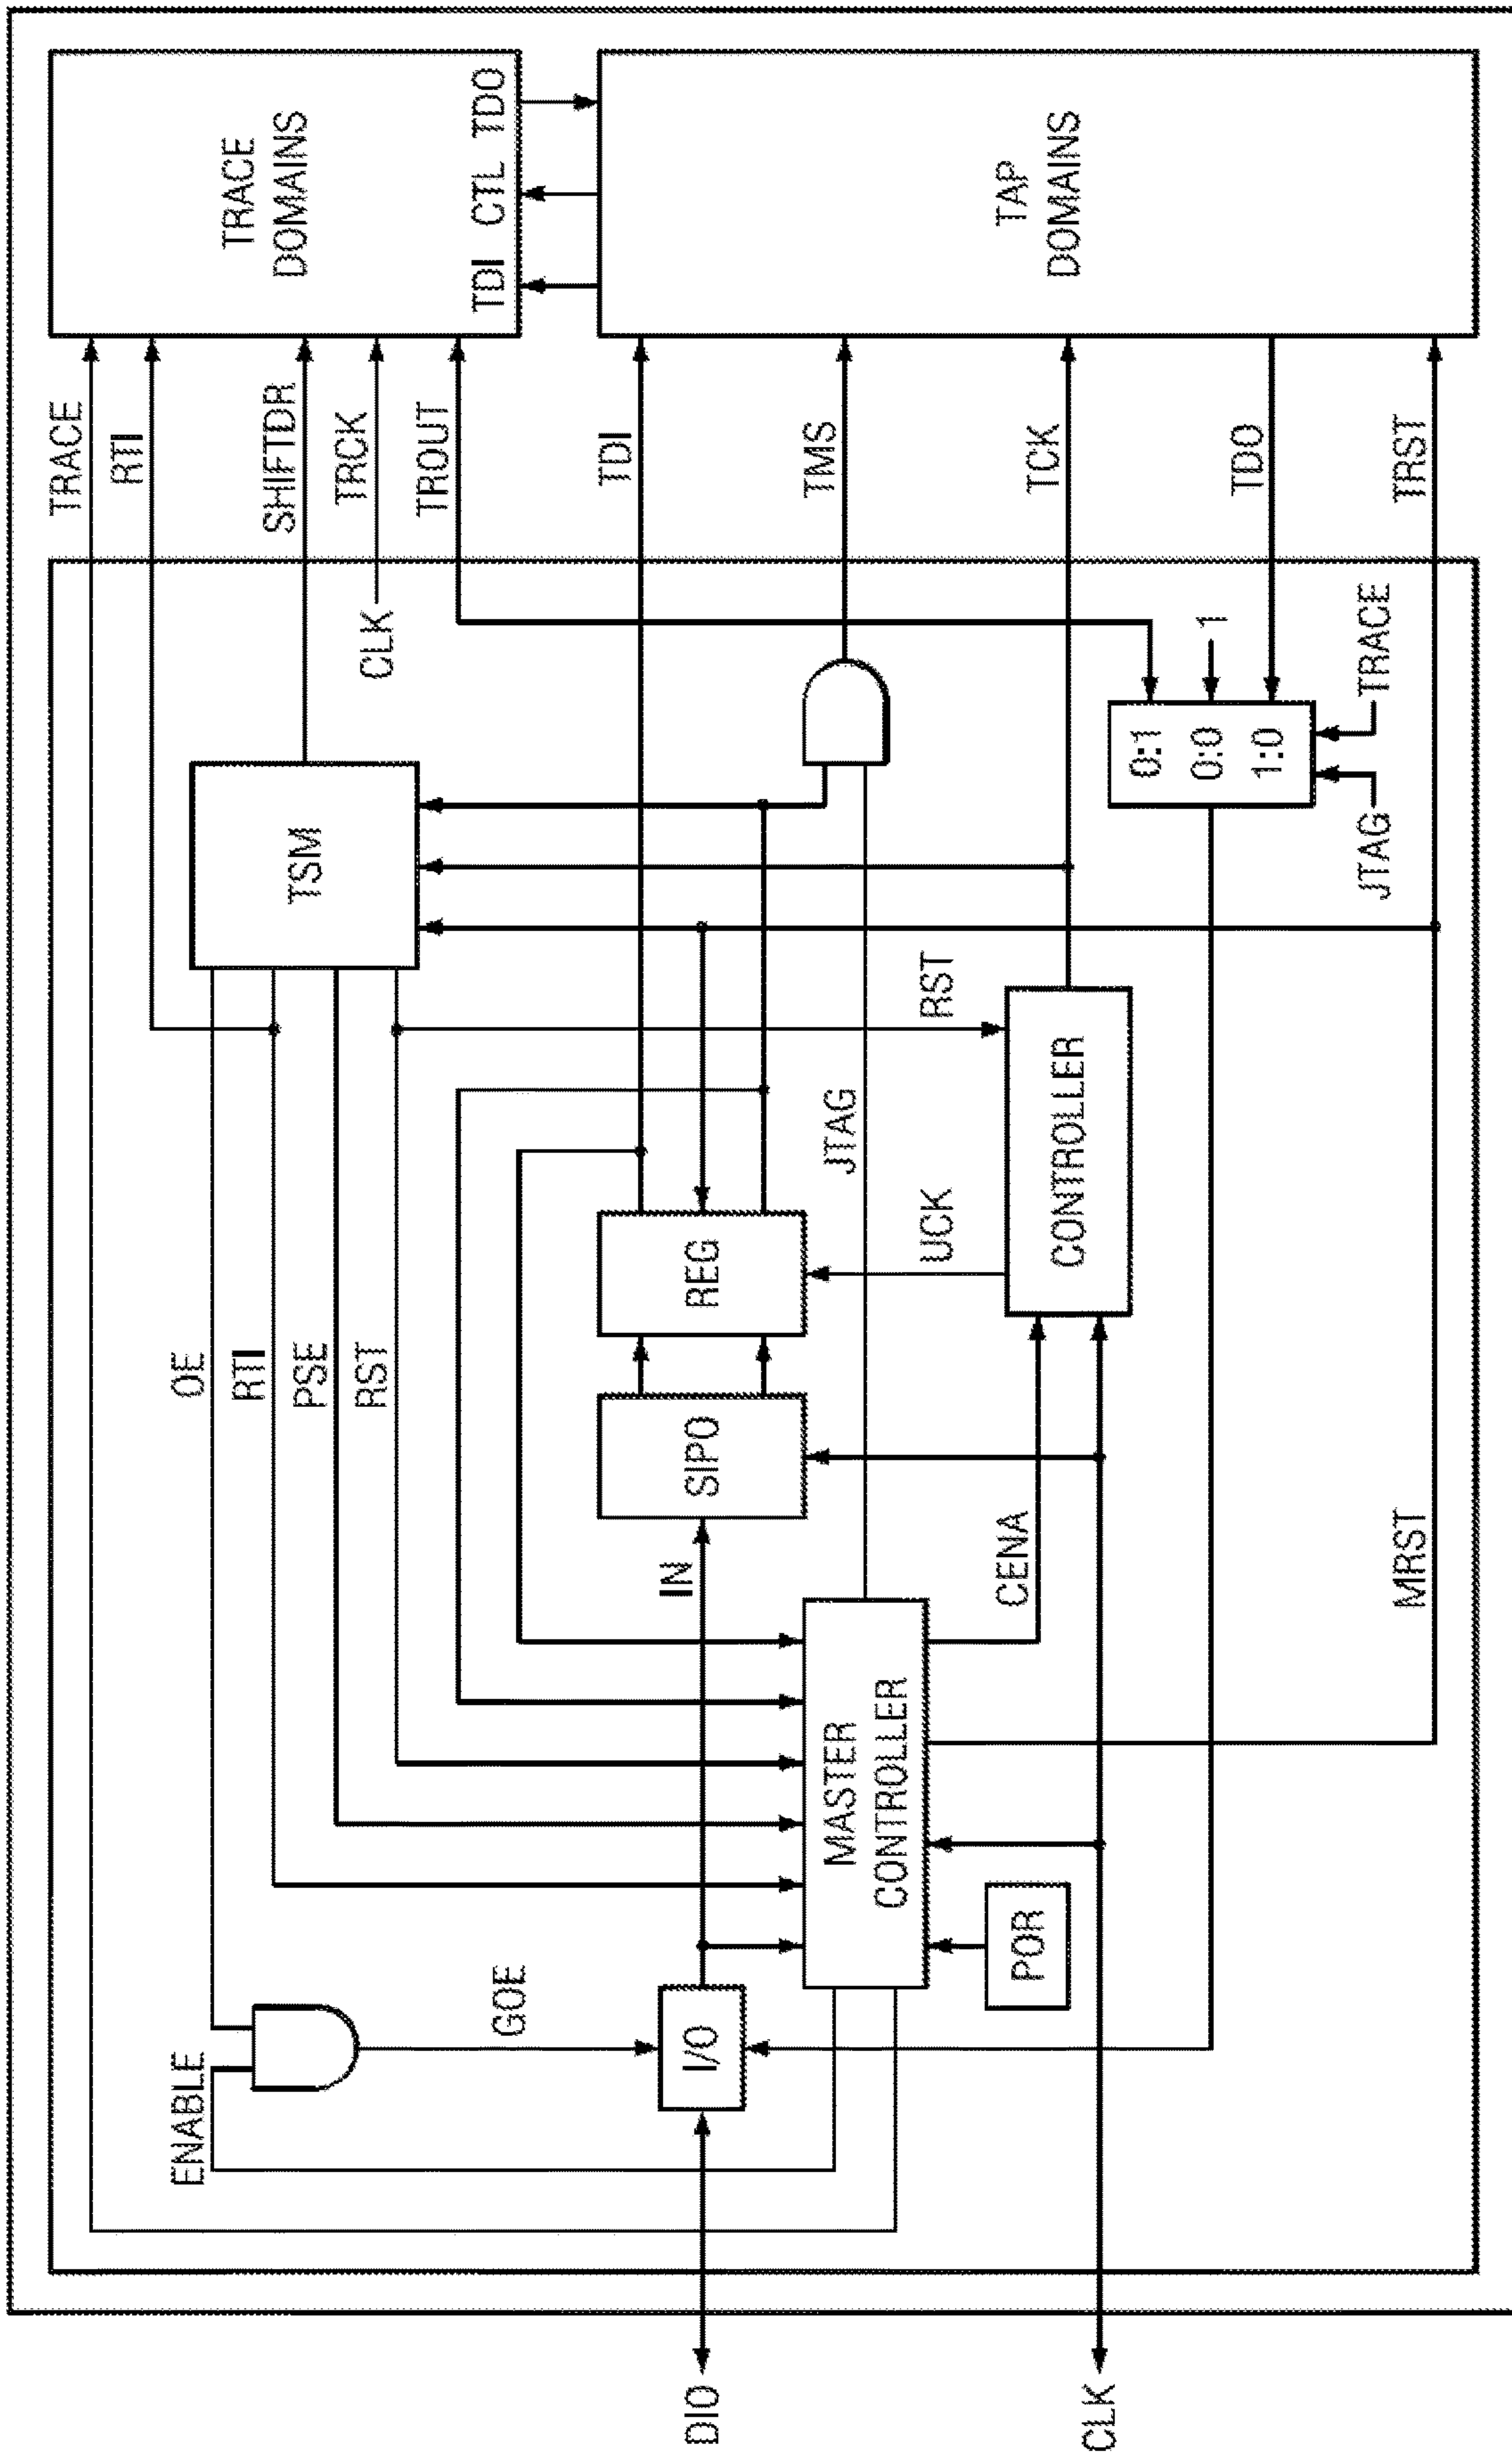 TRACE
RTI
SHIFTDR
TRCK
TROUT
TDI
TMS
TCK
TDO
TRST
TRACE
DOMAINS
TDI CTL TDO
TAP
DOMAINS
CLK
TSM
OE
RTI
PSE
RST
ENABLE
GOE
I/O
DIO
IN
SIPO
REG
UCK
RST
JTAG
MASTER
CONTROLLER
CENA
CONTROLLER
POR
CLK
MRST
0:1
0:0
1:0
1
JTAG
TRACE